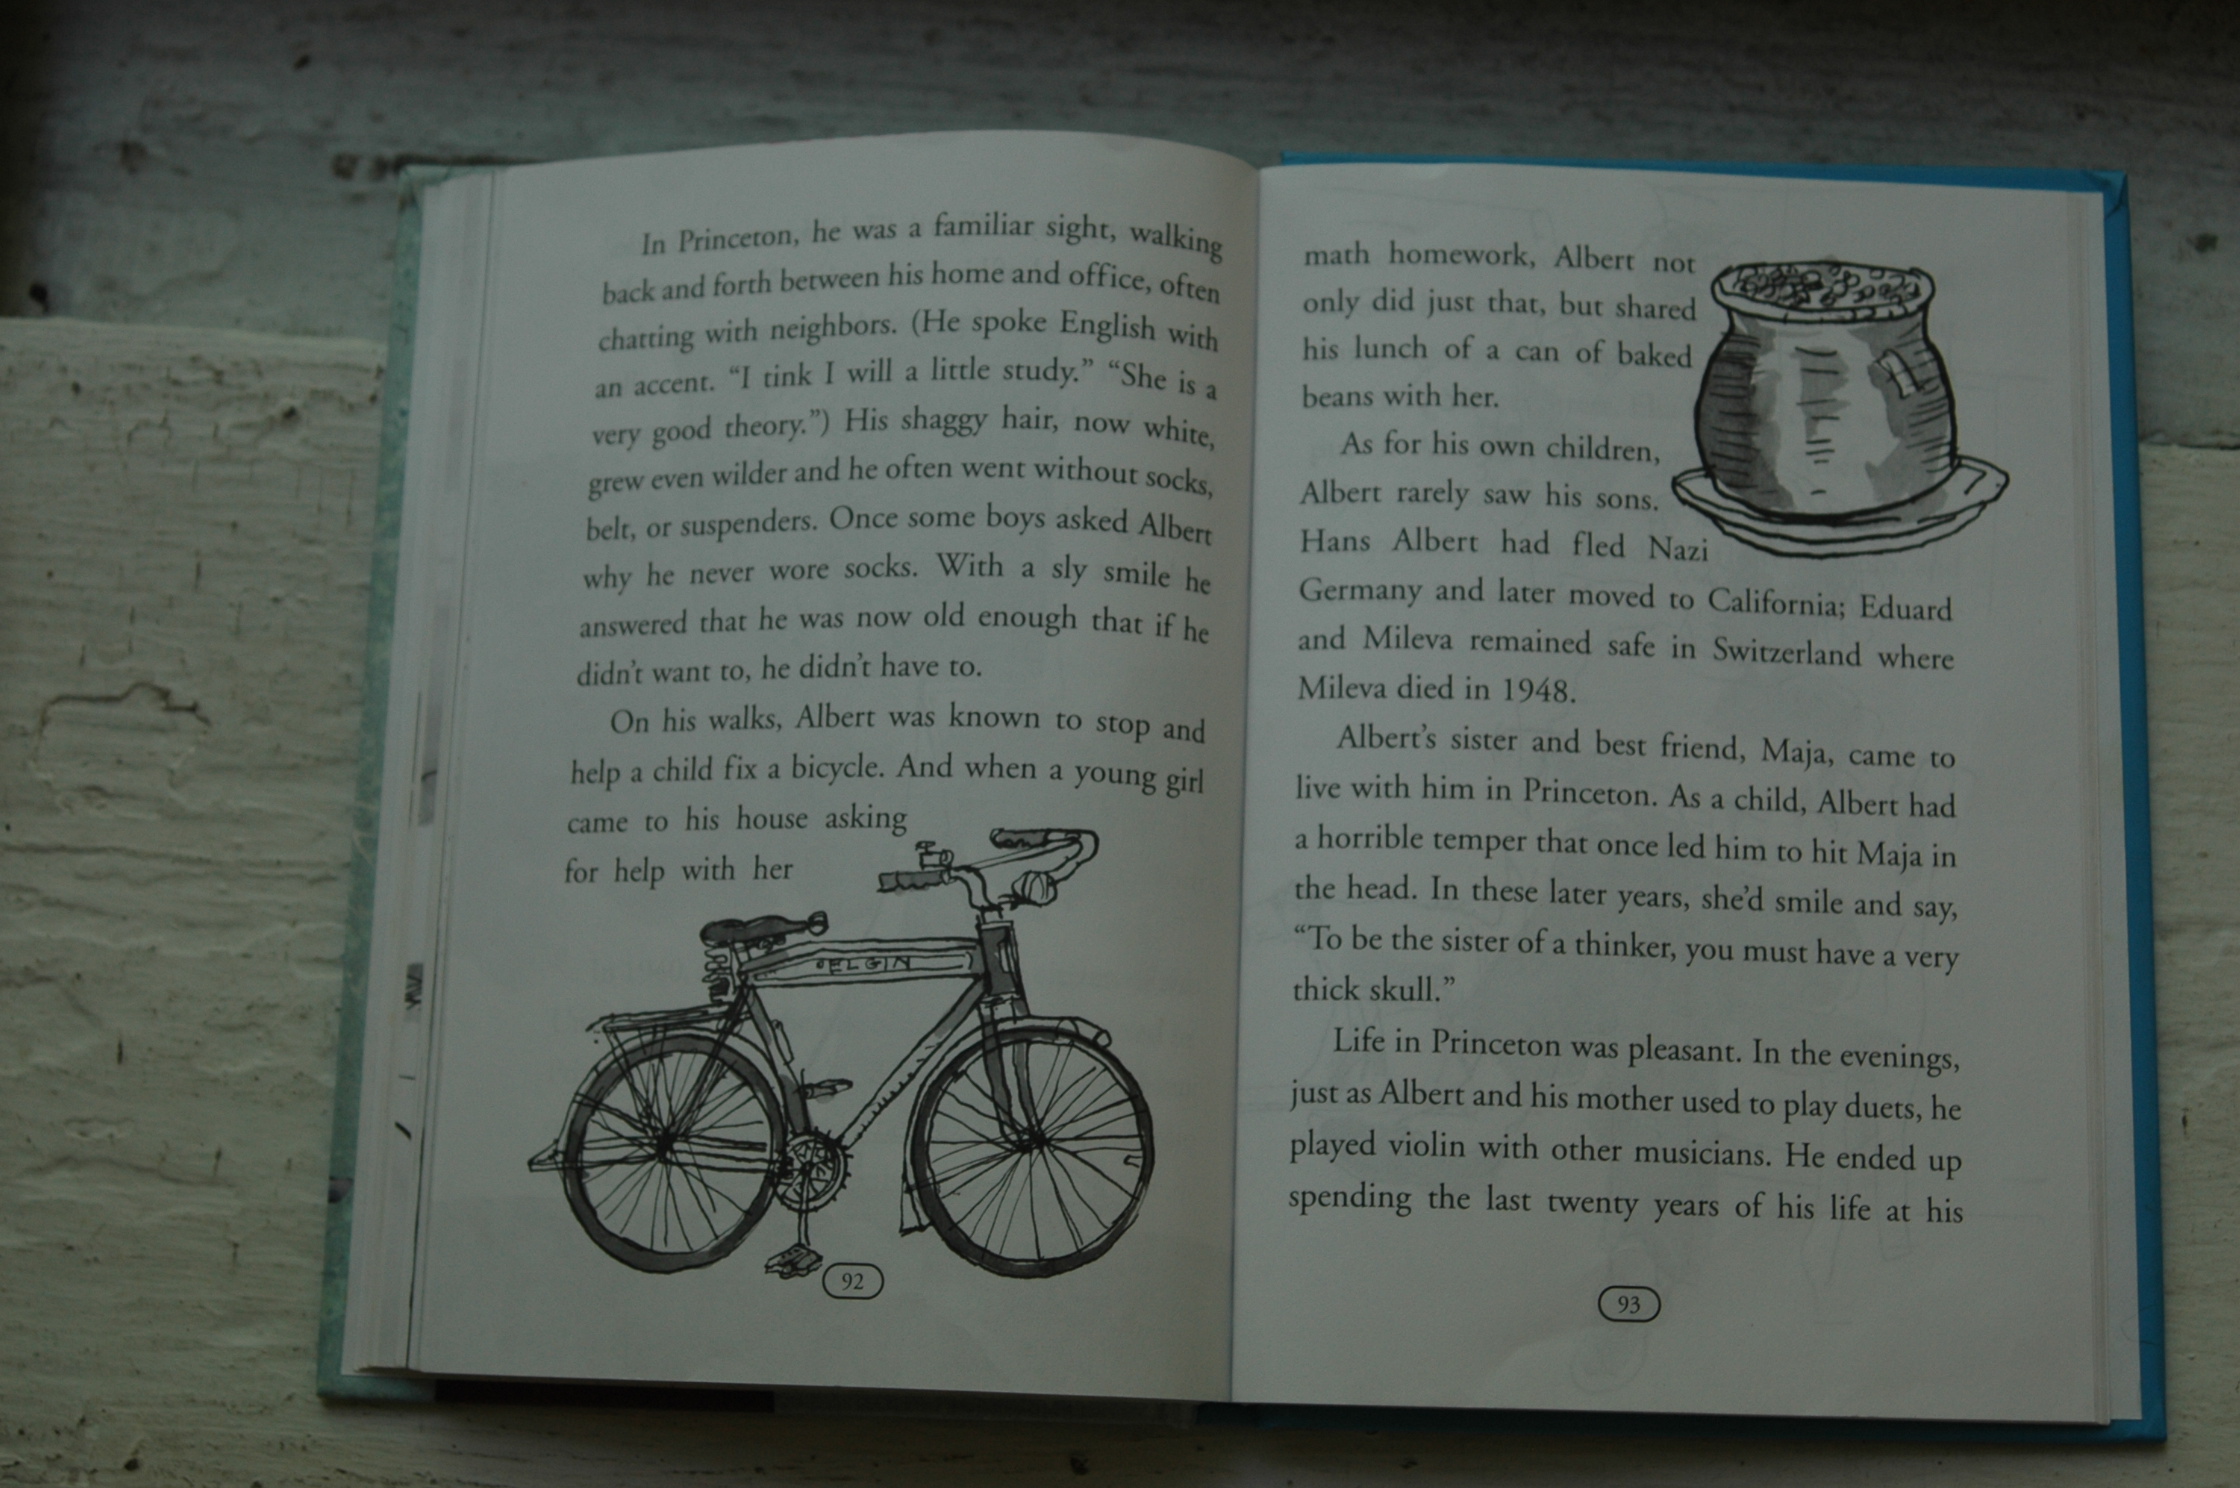 In Princeton, he was a familiar sight, walking
back and forth between his home and office, often
chatting with neighbors. (He spoke English with
an accent. “I tink I will a little study.” “She is a
very good theory.”) His shaggy hair, now white,
grew even wilder and he often went without socks,
belt, or suspenders. Once some boys asked Albert
why he never wore socks. With a sly smile he
answered that he was now old enough that if he
didn’t want to, he didn’t have to.
On his walks, Albert was known to stop and
help a child fix a bicycle. And when a young girl
came to his house asking
for help with her
ELGIN
92
math homework, Albert not
only did just that, but shared
his lunch of a can of baked
beans with her.
As for his own children,
Albert rarely saw his sons.
Hans Albert had fled Nazi
Germany and later moved to California; Eduard
and Mileva remained safe in Switzerland where
Mileva died in 1948.
Albert’s sister and best friend, Maja, came to
live with him in Princeton. As a child, Albert had
a horrible temper that once led him to hit Maja in
the head. In these later years, she’d smile and say,
“To be the sister of a thinker, you must have a very
thick skull.”
Life in Princeton was pleasant. In the evenings,
just as Albert and his mother used to play duets, he
played violin with other musicians. He ended up
spending the last twenty years of his life at his
93